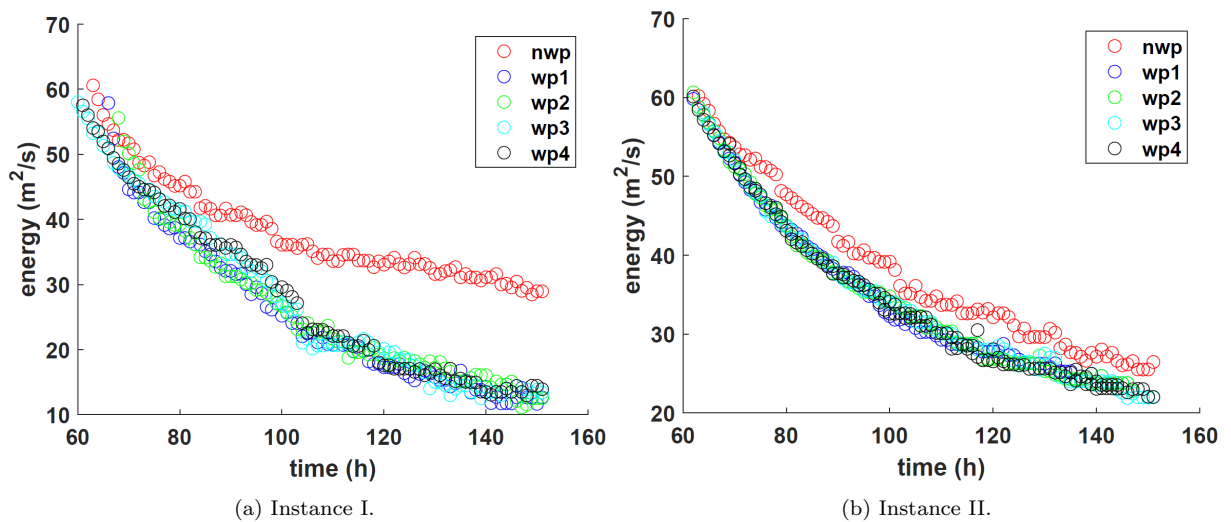 70
60
50
40
30
20
10
energy (m²/s)
60 80 100 120 140 160
time (h)
nwp
wp1
wp2
wp3
wp4
(a) Instance I.
70
60
50
40
30
20
energy (m²/s)
60 80 100 120 140 160
time (h)
nwp
wp1
wp2
wp3
wp4
(b) Instance II.